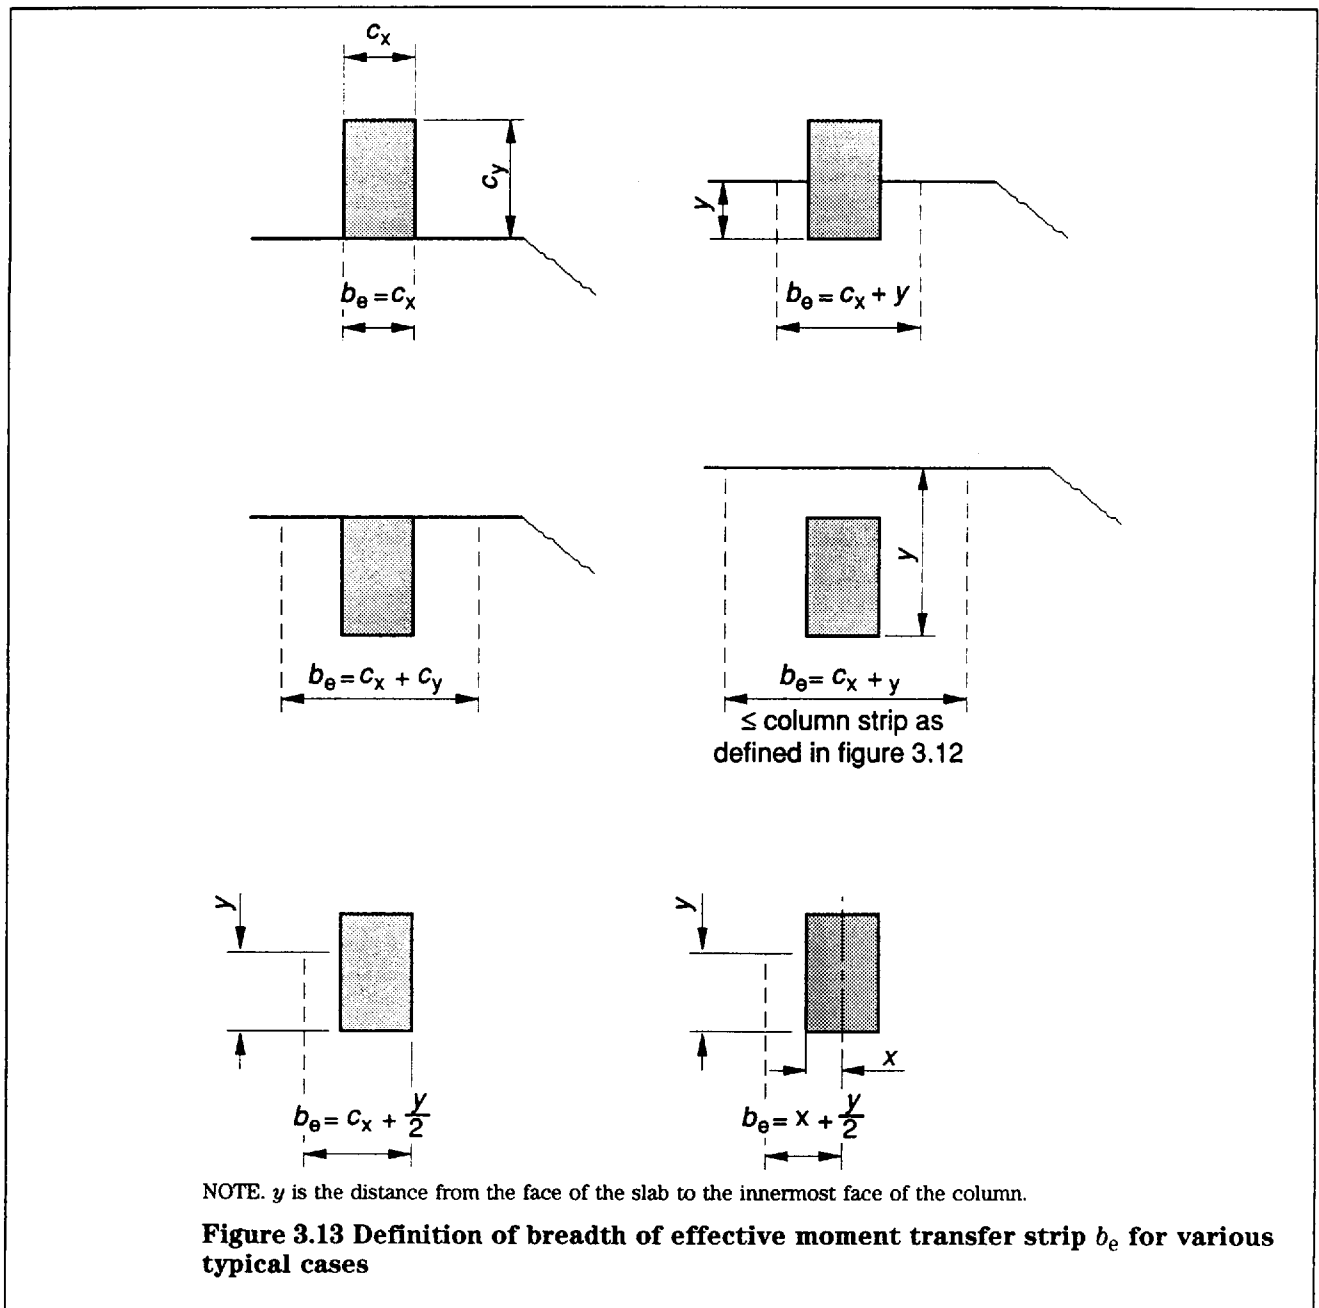 cx
cy
be = cx
y
be = cx + y
be = cx + cy
y
be = cx + y
≤ column strip as
defined in figure 3.12
y
be = cx + y/2
y
x
be = x + y/2
NOTE. y is the distance from the face of the slab to the innermost face of the column.
Figure 3.13 Definition of breadth of effective moment transfer strip be for various
typical cases